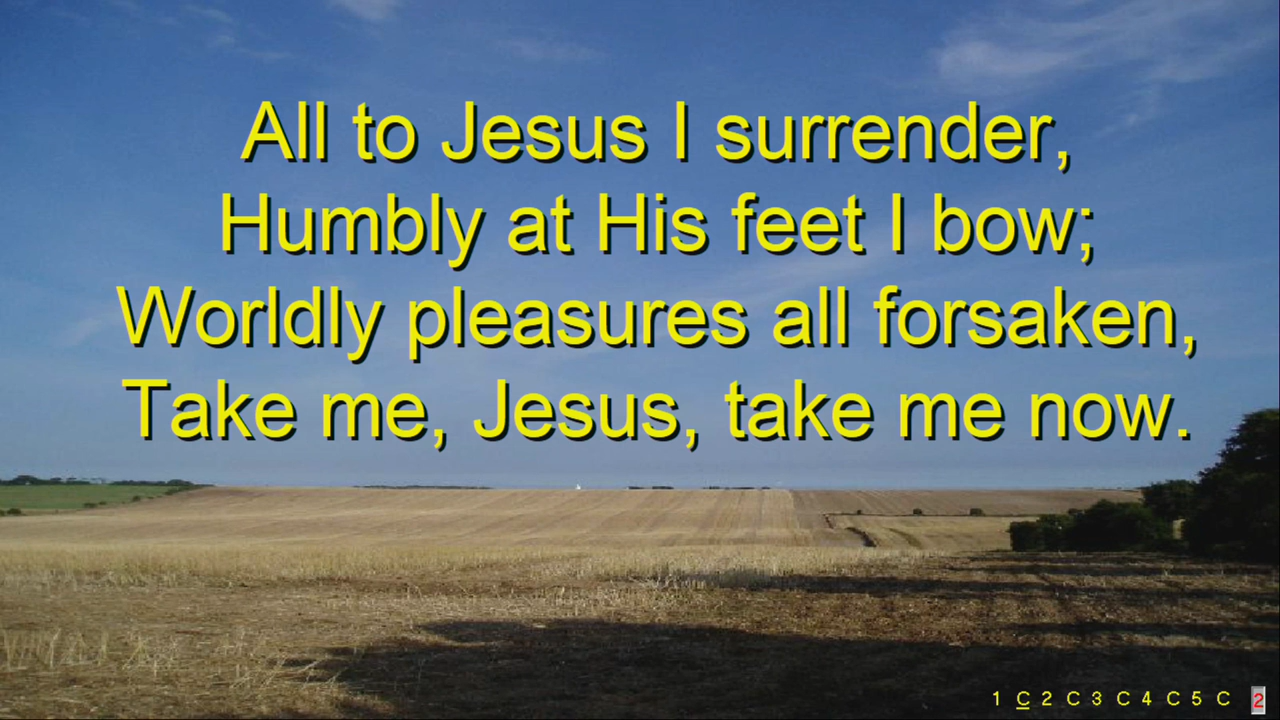 All to Jesus I surrender,
Humbly at His feet I bow;
Worldly pleasures all forsaken,
Take me, Jesus, take me now.
1 C 2 C 3 C 4 C 5 C 2